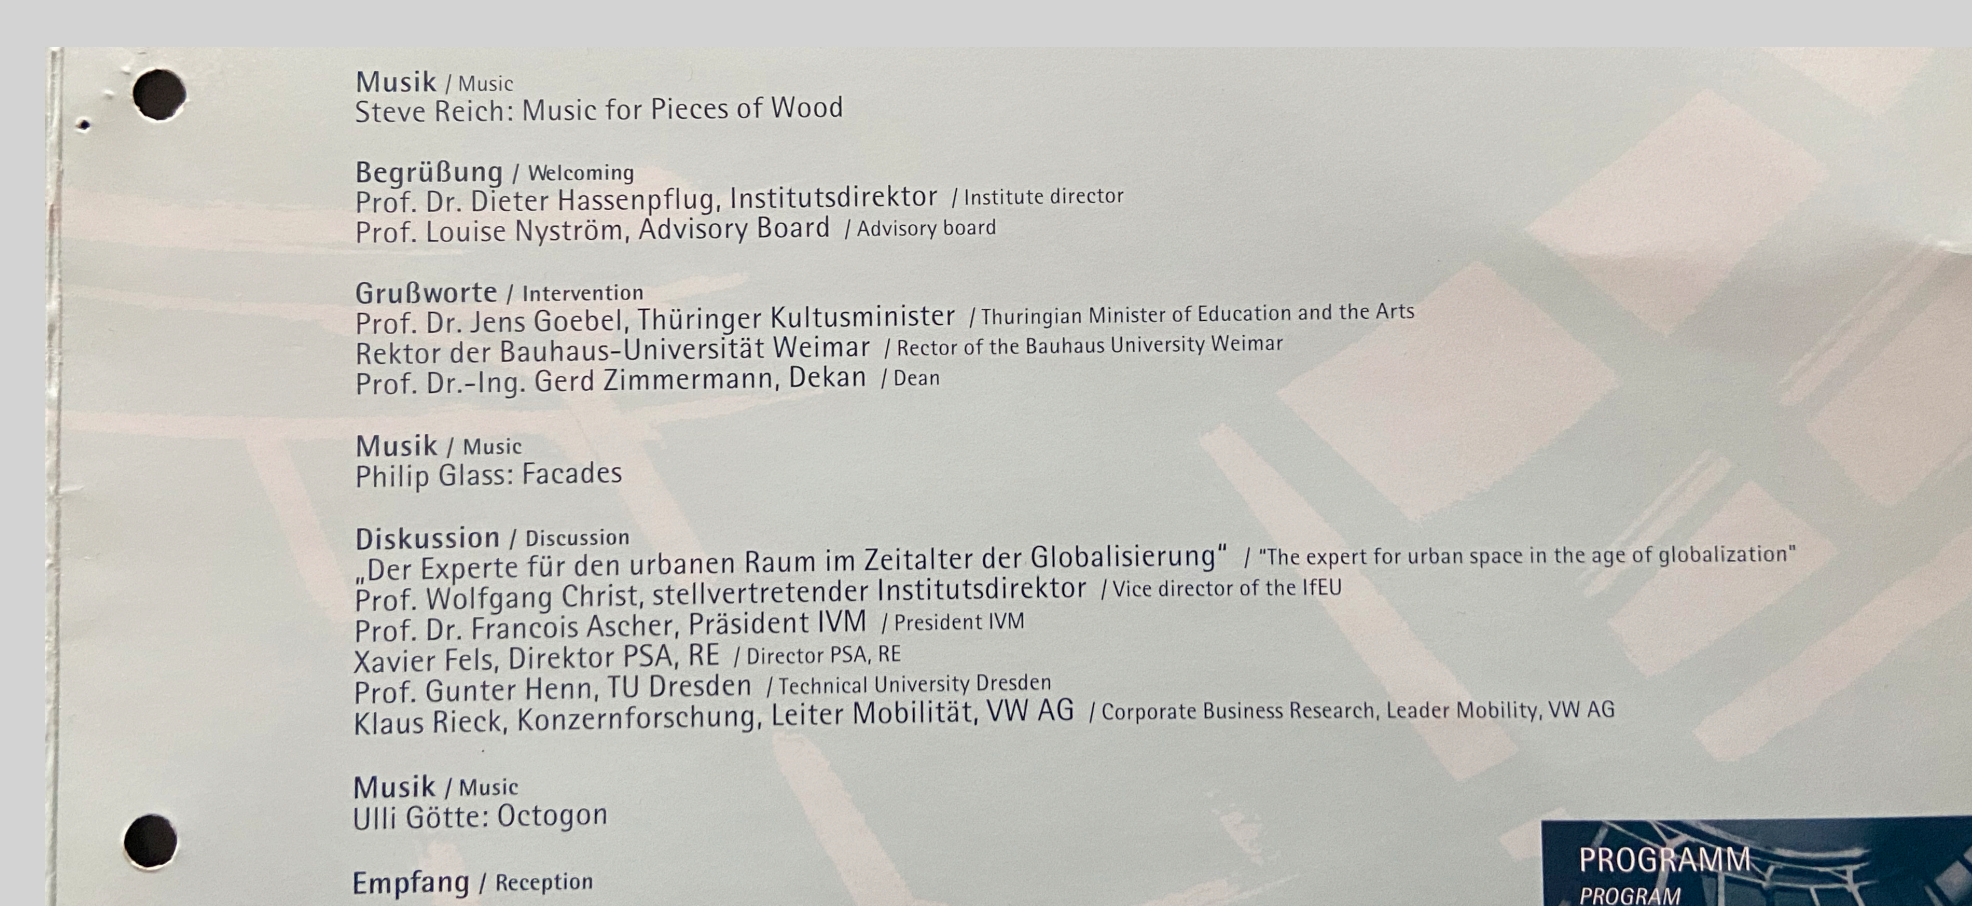 Musik / Music
Steve Reich: Music for Pieces of Wood
Begrüßung / Welcoming
Prof. Dr. Dieter Hassenpflug, Institutsdirektor / Institute director
Prof. Louise Nyström, Advisory Board / Advisory board
Grußworte / Intervention
Prof. Dr. Jens Goebel, Thüringer Kultusminister / Thuringian Minister of Education and the Arts
Rektor der Bauhaus-Universität Weimar / Rector of the Bauhaus University Weimar
Prof. Dr.-Ing. Gerd Zimmermann, Dekan / Dean
Musik / Music
Philip Glass: Facades
Diskussion / Discussion
„Der Experte für den urbanen Raum im Zeitalter der Globalisierung“ / "The expert for urban space in the age of globalization"
Prof. Wolfgang Christ, stellvertretender Institutsdirektor / Vice director of the IfEU
Prof. Dr. Francois Ascher, Präsident IVM / President IVM
Xavier Fels, Direktor PSA, RE / Director PSA, RE
Prof. Gunter Henn, TU Dresden / Technical University Dresden
Klaus Rieck, Konzernforschung, Leiter Mobilität, VW AG / Corporate Business Research, Leader Mobility, VW AG
Musik / Music
Ulli Götte: Octogon
Empfang / Reception
PROGRAMM
PROGRAM